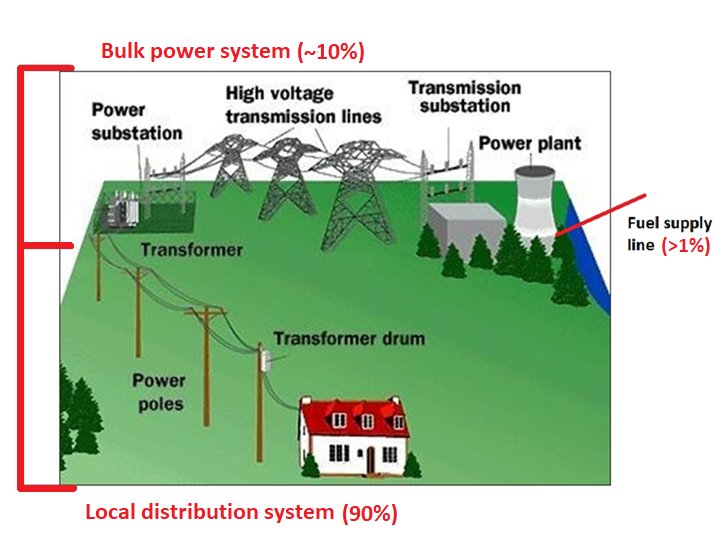 Bulk power system (~10%)
High voltage
transmission lines
Transmission
substation
Power
substation
Power plant
Fuel supply
line (>1%)
Transformer
Transformer drum
Power
poles
Local distribution system (90%)